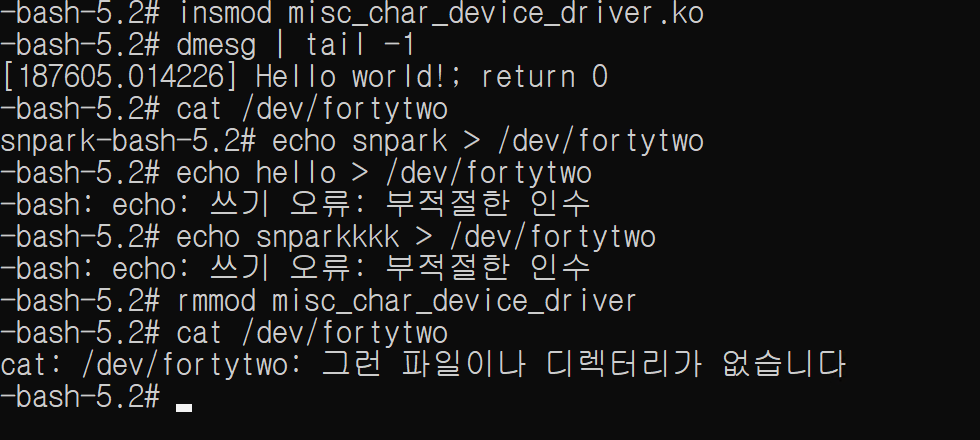 -bash-5.2# insmod misc_char_device_driver.ko
-bash-5.2# dmesg | tail -1
[187605.014226] Hello world!; return 0
-bash-5.2# cat /dev/fortytwo
snpark-bash-5.2# echo snpark > /dev/fortytwo
-bash-5.2# echo hello > /dev/fortytwo
-bash: echo: 쓰기 오류: 부적절한 인수
-bash-5.2# echo snparkkkk > /dev/fortytwo
-bash: echo: 쓰기 오류: 부적절한 인수
-bash-5.2# rmmod misc_char_device_driver
-bash-5.2# cat /dev/fortytwo
cat: /dev/fortytwo: 그런 파일이나 디렉터리가 없습니다
-bash-5.2#